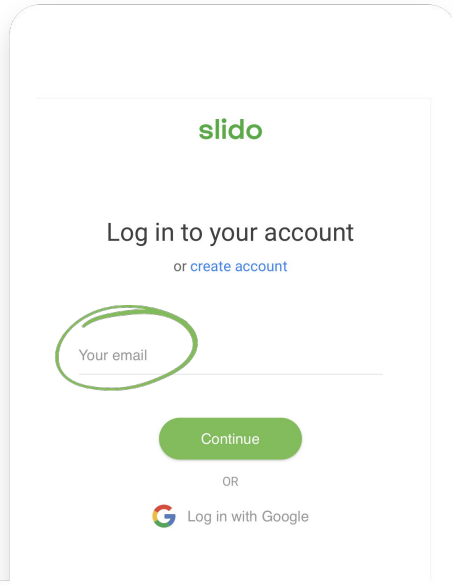 slido
Log in to your account
or create account
Your email
Continue
OR
Log in with Google